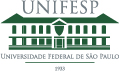 UNIFESP
UNIVERSIDADE FEDERAL DE SÃO PAULO
1933